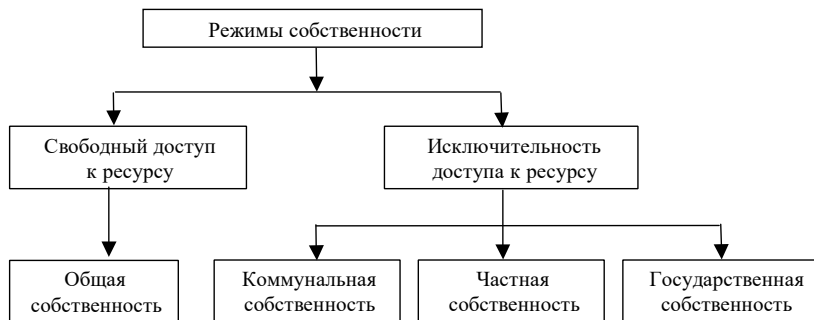 Режимы собственности
Свободный доступ
к ресурсу
Исключительность
доступа к ресурсу
Общая
собственность
Коммунальная
собственность
Частная
собственность
Государственная
собственность